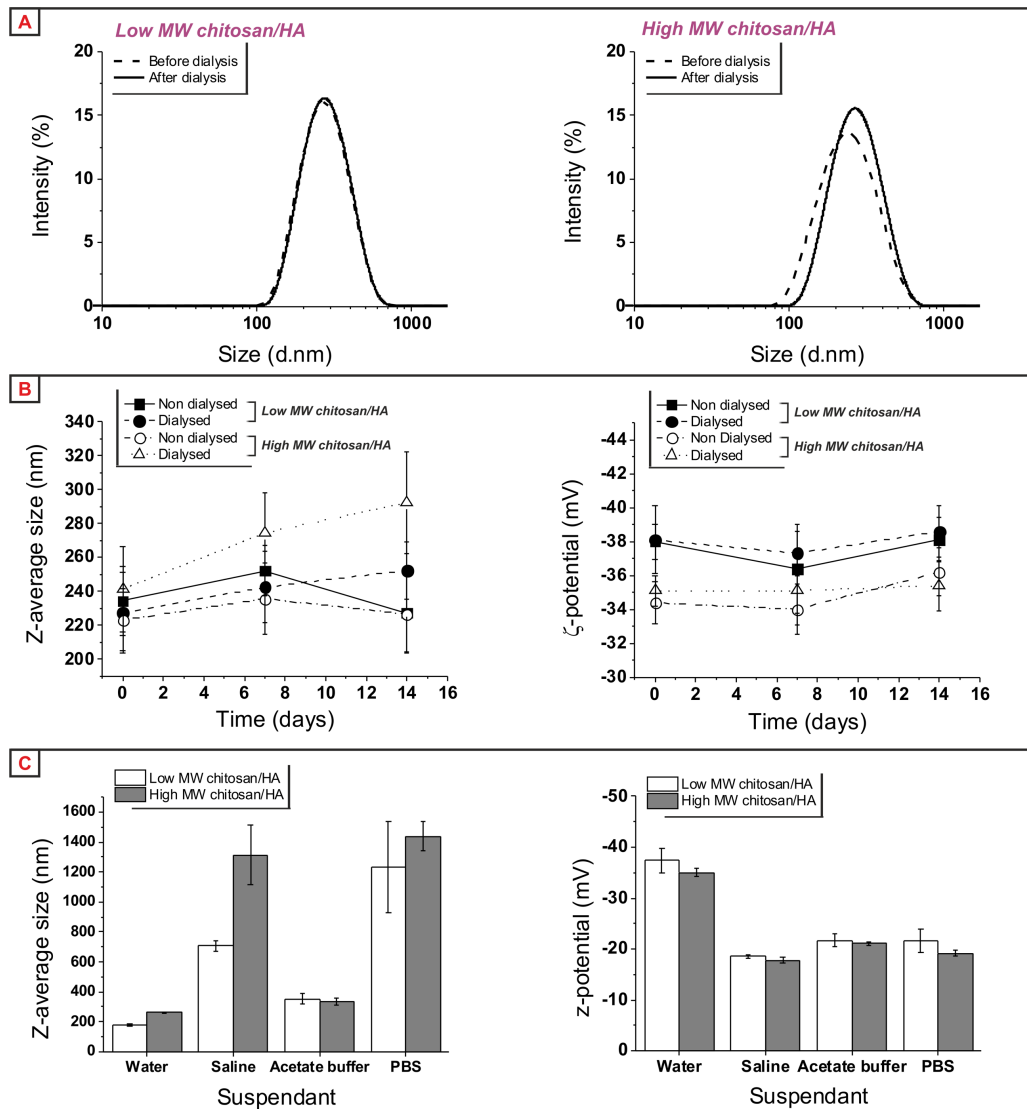 A
Low MW chitosan/HA
High MW chitosan/HA
Before dialysis
After dialysis
20
15
10
5
0
Intensity (%)
10 100 1000
Size (d.nm)
Before dialysis
After dialysis
20
15
10
5
0
Intensity (%)
10 100 1000
Size (d.nm)
B
Non dialysed
Dialysed
Low MW chitosan/HA
Non dialysed
Dialysed
High MW chitosan/HA
340
320
300
280
260
240
220
200
Z-average size (nm)
0 2 4 6 8 10 12 14 16
Time (days)
Non dialysed
Dialysed
Low MW chitosan/HA
Non Dialysed
Dialysed
High MW chitosan/HA
-44
-42
-40
-38
-36
-34
-32
-30
ζ-potential (mV)
0 2 4 6 8 10 12 14 16
Time (days)
C
Low MW chitosan/HA
High MW chitosan/HA
1600
1400
1200
1000
800
600
400
200
0
Z-average size (nm)
Water Saline Acetate buffer PBS
Suspendant
Low MW chitosan/HA
High MW chitosan/HA
-50
-40
-30
-20
-10
0
z-potential (mV)
Water Saline Acetate buffer PBS
Suspendant